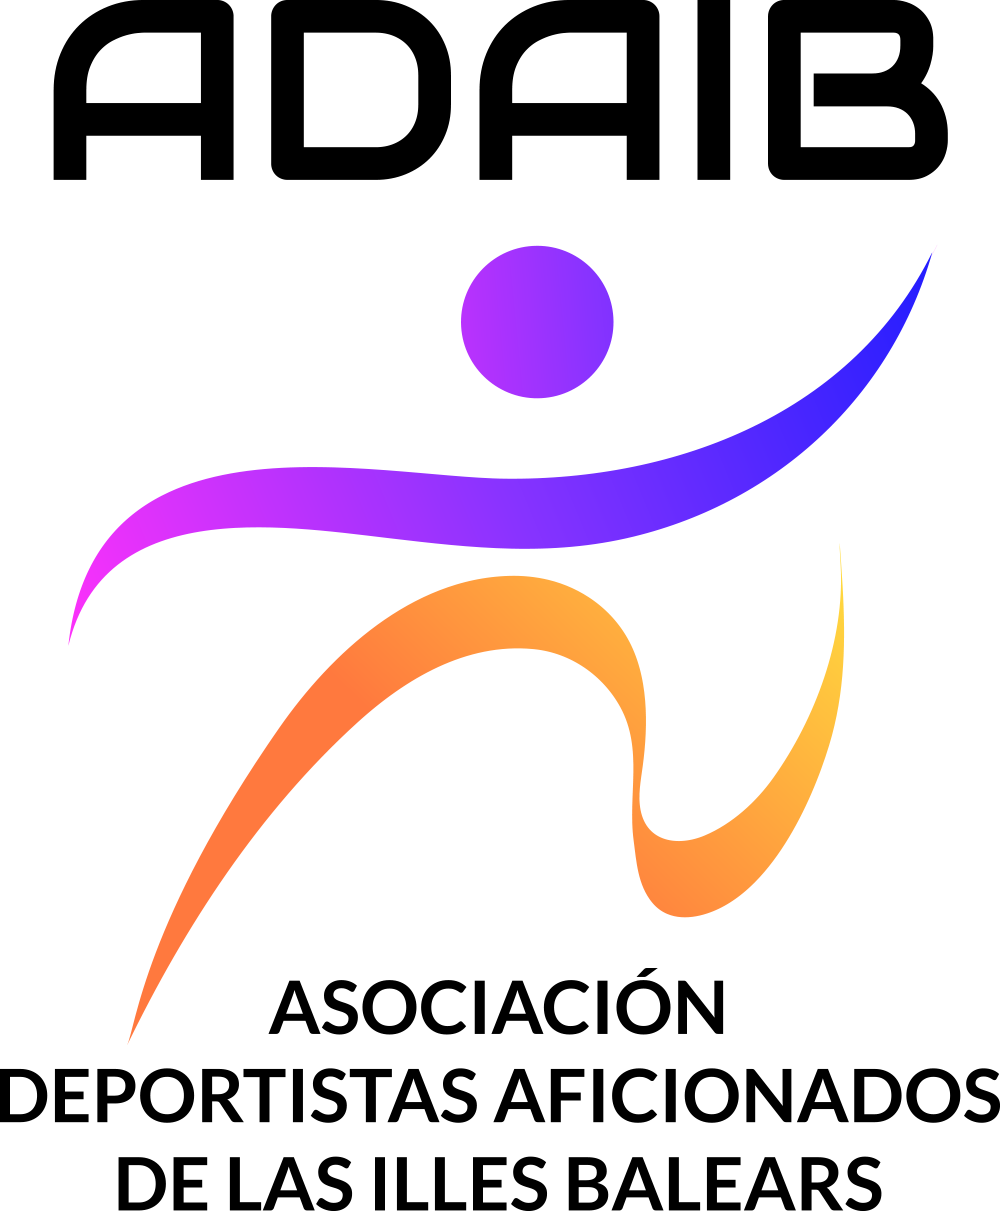 ADAIB
ASOCIACIÓN
DEPORTISTAS AFICIONADOS
DE LAS ILLES BALEARS